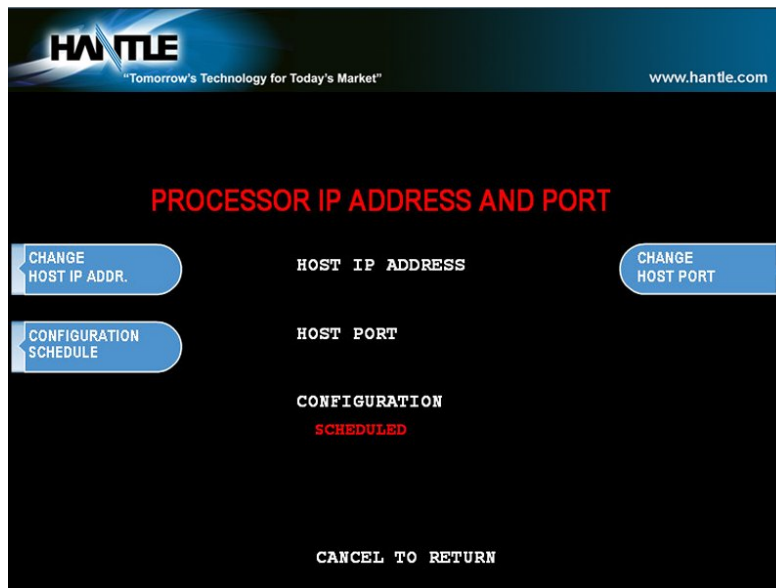 HANTLE
"Tomorrow's Technology for Today's Market"
www.hantle.com
PROCESSOR IP ADDRESS AND PORT
CHANGE
HOST IP ADDR.
HOST IP ADDRESS
CHANGE
HOST PORT
CONFIGURATION
SCHEDULE
HOST PORT
CONFIGURATION
SCHEDULED
CANCEL TO RETURN